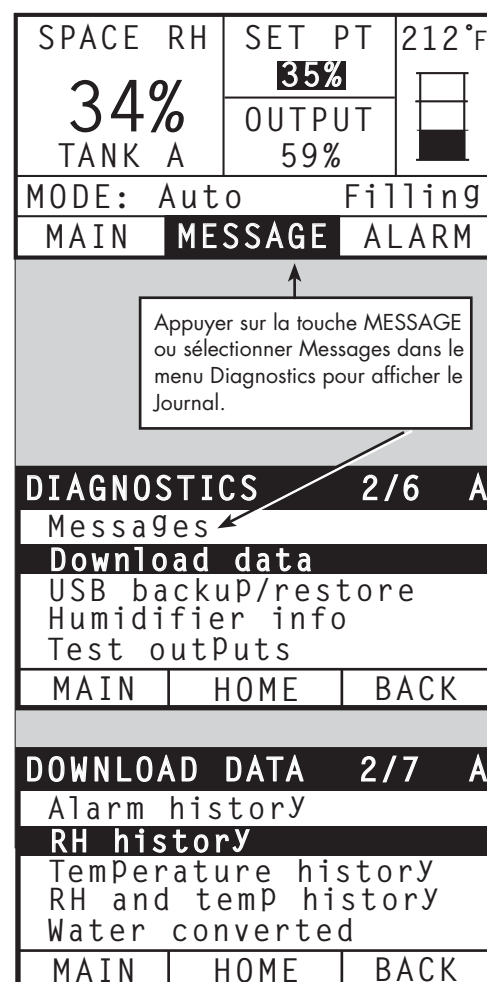 SPACE RH SET PT 212°F
35%
34%
OUTPUT
TANK A 59%
MODE: Auto Filling
MAIN MESSAGE ALARM
Appuyer sur la touche MESSAGE
ou sélectionner Messages dans le
menu Diagnostics pour afficher le
Journal.
DIAGNOSTICS 2/6 A
Messages
Download data
USB backup/restore
Humidifier info
Test outputs
MAIN HOME BACK
DOWNLOAD DATA 2/7 A
Alarm history
RH history
Temperature history
RH and temp history
Water converted
MAIN HOME BACK